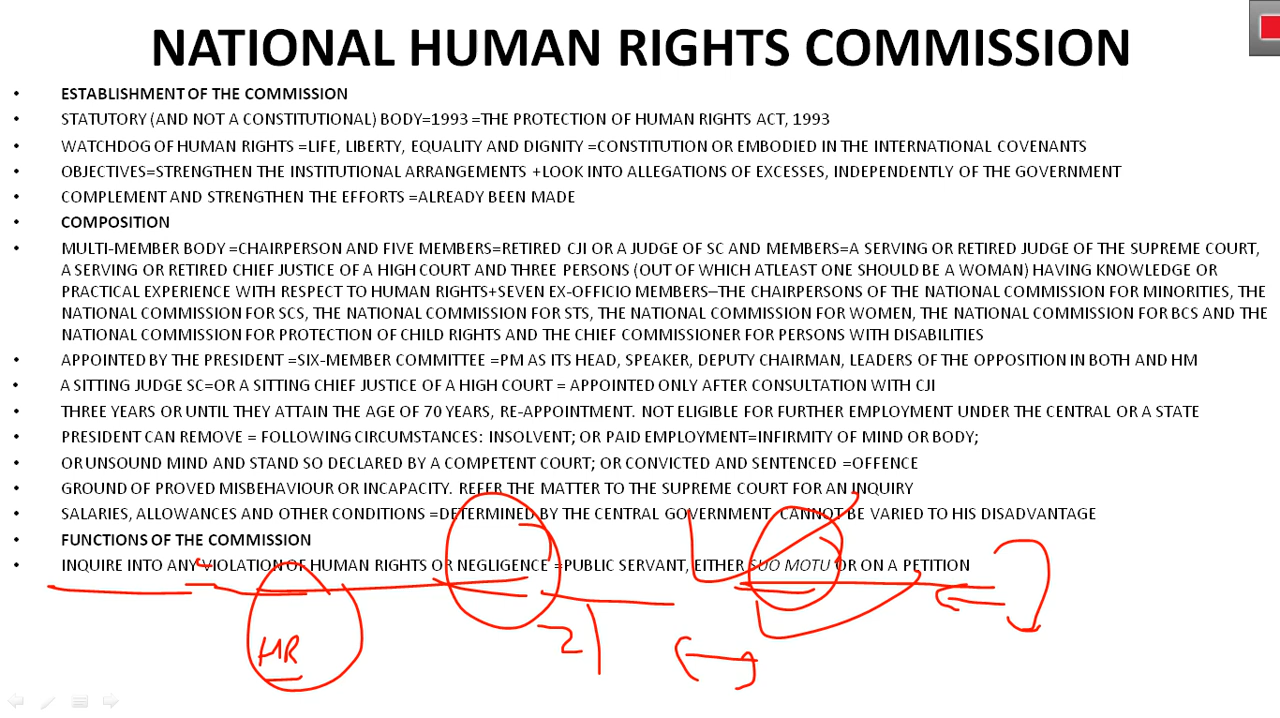 NATIONAL HUMAN RIGHTS COMMISSION
• ESTABLISHMENT OF THE COMMISSION
• STATUTORY (AND NOT A CONSTITUTIONAL) BODY=1993 =THE PROTECTION OF HUMAN RIGHTS ACT, 1993
• WATCHDOG OF HUMAN RIGHTS =LIFE, LIBERTY, EQUALITY AND DIGNITY =CONSTITUTION OR EMBODIED IN THE INTERNATIONAL COVENANTS
• OBJECTIVES=STRENGTHEN THE INSTITUTIONAL ARRANGEMENTS +LOOK INTO ALLEGATIONS OF EXCESSES, INDEPENDENTLY OF THE GOVERNMENT
• COMPLEMENT AND STRENGTHEN THE EFFORTS =ALREADY BEEN MADE
• COMPOSITION
• MULTI-MEMBER BODY =CHAIRPERSON AND FIVE MEMBERS=RETIRED CJI OR A JUDGE OF SC AND MEMBERS=A SERVING OR RETIRED JUDGE OF THE SUPREME COURT,
A SERVING OR RETIRED CHIEF JUSTICE OF A HIGH COURT AND THREE PERSONS (OUT OF WHICH ATLEAST ONE SHOULD BE A WOMAN) HAVING KNOWLEDGE OR
PRACTICAL EXPERIENCE WITH RESPECT TO HUMAN RIGHTS+SEVEN EX-OFFICIO MEMBERS–THE CHAIRPERSONS OF THE NATIONAL COMMISSION FOR MINORITIES, THE
NATIONAL COMMISSION FOR SCS, THE NATIONAL COMMISSION FOR STS, THE NATIONAL COMMISSION FOR WOMEN, THE NATIONAL COMMISSION FOR BCS AND THE
NATIONAL COMMISSION FOR PROTECTION OF CHILD RIGHTS AND THE CHIEF COMMISSIONER FOR PERSONS WITH DISABILITIES
• APPOINTED BY THE PRESIDENT =SIX-MEMBER COMMITTEE =PM AS ITS HEAD, SPEAKER, DEPUTY CHAIRMAN, LEADERS OF THE OPPOSITION IN BOTH AND HM
• A SITTING JUDGE SC=OR A SITTING CHIEF JUSTICE OF A HIGH COURT = APPOINTED ONLY AFTER CONSULTATION WITH CJI
• THREE YEARS OR UNTIL THEY ATTAIN THE AGE OF 70 YEARS, RE-APPOINTMENT. NOT ELIGIBLE FOR FURTHER EMPLOYMENT UNDER THE CENTRAL OR A STATE
• PRESIDENT CAN REMOVE = FOLLOWING CIRCUMSTANCES: INSOLVENT; OR PAID EMPLOYMENT=INFIRMITY OF MIND OR BODY;
• OR UNSOUND MIND AND STAND SO DECLARED BY A COMPETENT COURT; OR CONVICTED AND SENTENCED =OFFENCE
• GROUND OF PROVED MISBEHAVIOUR OR INCAPACITY. REFER THE MATTER TO THE SUPREME COURT FOR AN INQUIRY
• SALARIES, ALLOWANCES AND OTHER CONDITIONS =DETERMINED BY THE CENTRAL GOVERNMENT CANNOT BE VARIED TO HIS DISADVANTAGE
• FUNCTIONS OF THE COMMISSION
• INQUIRE INTO ANY VIOLATION OF HUMAN RIGHTS OR NEGLIGENCE =PUBLIC SERVANT, EITHER SUO MOTU OR ON A PETITION
HR